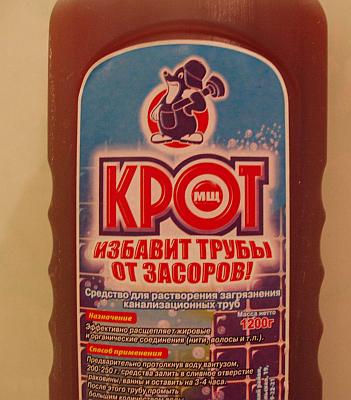 КРОТ
МЩ
ИЗБАВИТ ТРУБЫ
ОТ ЗАСОРОВ!
Средство для растворения загрязнения
канализационных труб
Назначение
Масса нетто
1200г
Эффективно расщепляет жировые
и органические соединения (нити, волосы и т.п.).
Способ применения
Предварительно протолкнув воду вантузом,
200-250 г. средства залить в сливное отверстие
раковины, ванны и оставить на 3-4 часа.
После этого трубу промыть
большим количеством воды